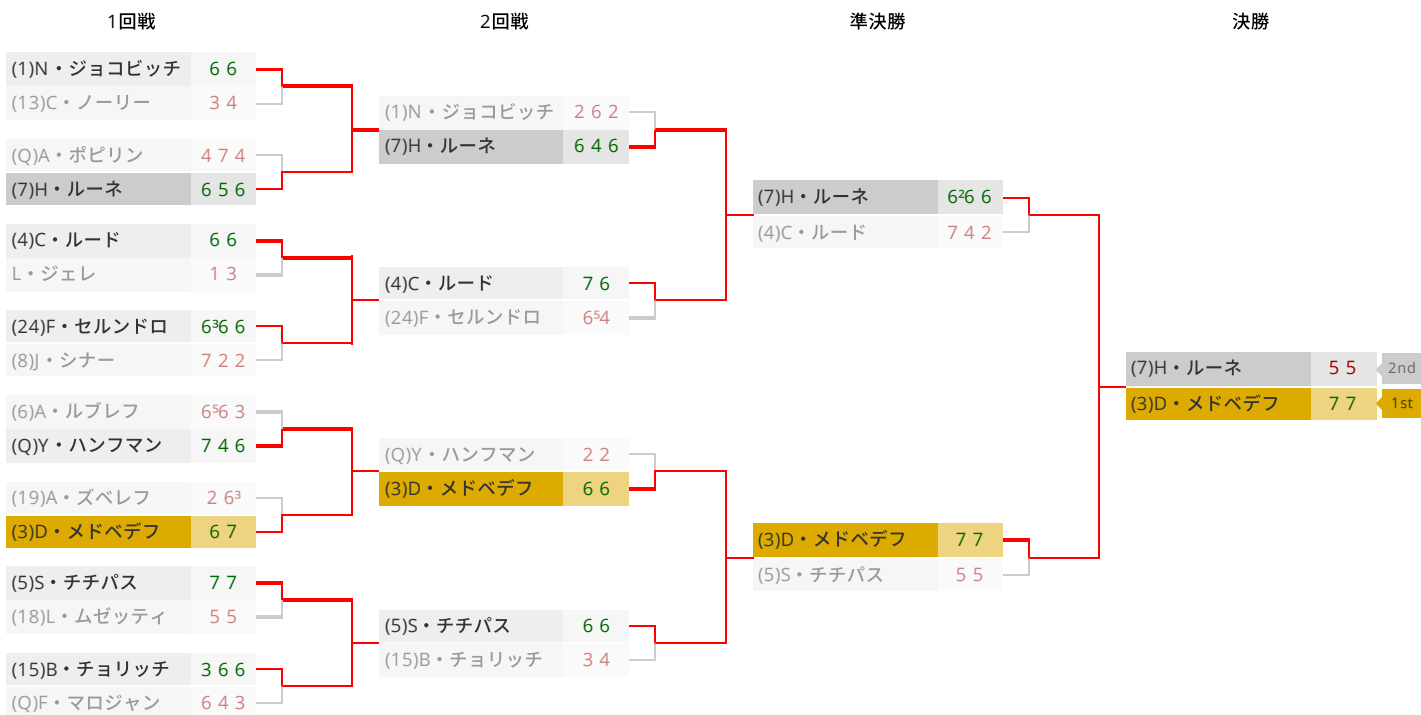 1回戦
2回戦
準決勝
決勝
(1)N・ジョコビッチ 6 6
(13)C・ノーリー 3 4
(Q)A・ポピリン 4 7 4
(7)H・ルーネ 6 5 6
(4)C・ルード 6 6
L・ジェレ 1 3
(24)F・セルンドロ 6³6 6
(8)J・シナー 7 2 2
(6)A・ルブレフ 6⁵6 3
(Q)Y・ハンフマン 7 4 6
(19)A・ズベレフ 2 6³
(3)D・メドベデフ 6 7
(5)S・チチパス 7 7
(18)L・ムゼッティ 5 5
(15)B・チョリッチ 3 6 6
(Q)F・マロジャン 6 4 3
(1)N・ジョコビッチ 2 6 2
(7)H・ルーネ 6 4 6
(4)C・ルード 7 6
(24)F・セルンドロ 6⁵4
(Q)Y・ハンフマン 2 2
(3)D・メドベデフ 6 6
(5)S・チチパス 6 6
(15)B・チョリッチ 3 4
(7)H・ルーネ 6²6 6
(4)C・ルード 7 4 2
(3)D・メドベデフ 7 7
(5)S・チチパス 5 5
(7)H・ルーネ 5 5 2nd
(3)D・メドベデフ 7 7 1st